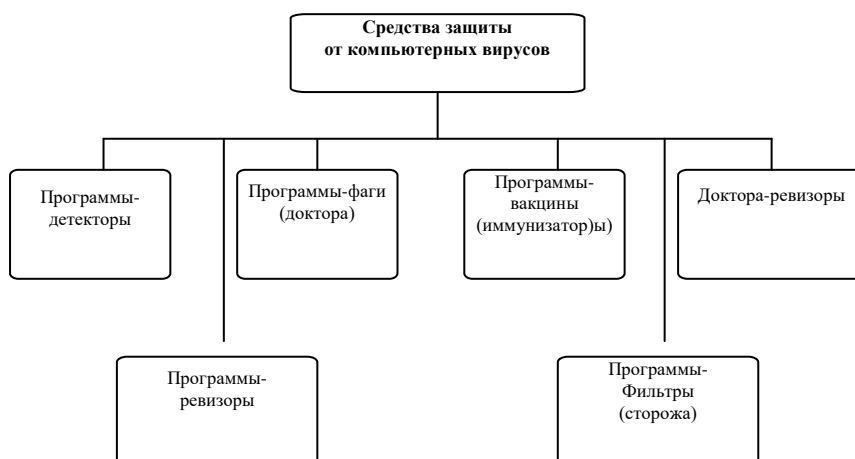 Средства защиты
от компьютерных вирусов
Программы-
детекторы
Программы-фаги
(доктора)
Программы-
вакцины
(иммунизатор)ы)
Доктора-ревизоры
Программы-
ревизоры
Программы-
Фильтры
(сторожа)